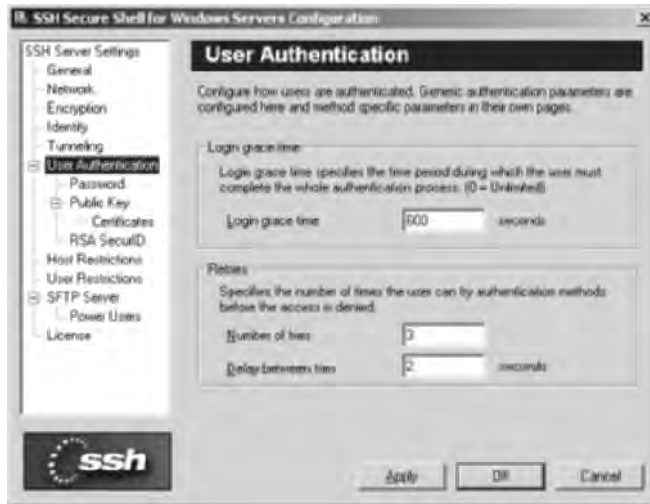 SSH Secure Shell for Windows Servers Configuration
SSH Server Settings
General
Network
Encryption
Identity
Tunneling
User Authentication
Password
Public Key
Certificates
RSA SecurID
Host Restrictions
User Restrictions
SFTP Server
Power Users
License
ssh
User Authentication
Configure how users are authenticated. Generic authentication parameters are
configured here and method specific parameters in their own pages.
Login grace time
Login grace time specifies the time period during which the user must
complete the whole authentication process. (0 = Unlimited)
Login grace time 600 seconds
Retries
Specifies the number of times the user can try authentication methods
before the access is denied.
Number of tries 3
Delay between tries 2 seconds
Apply OK Cancel